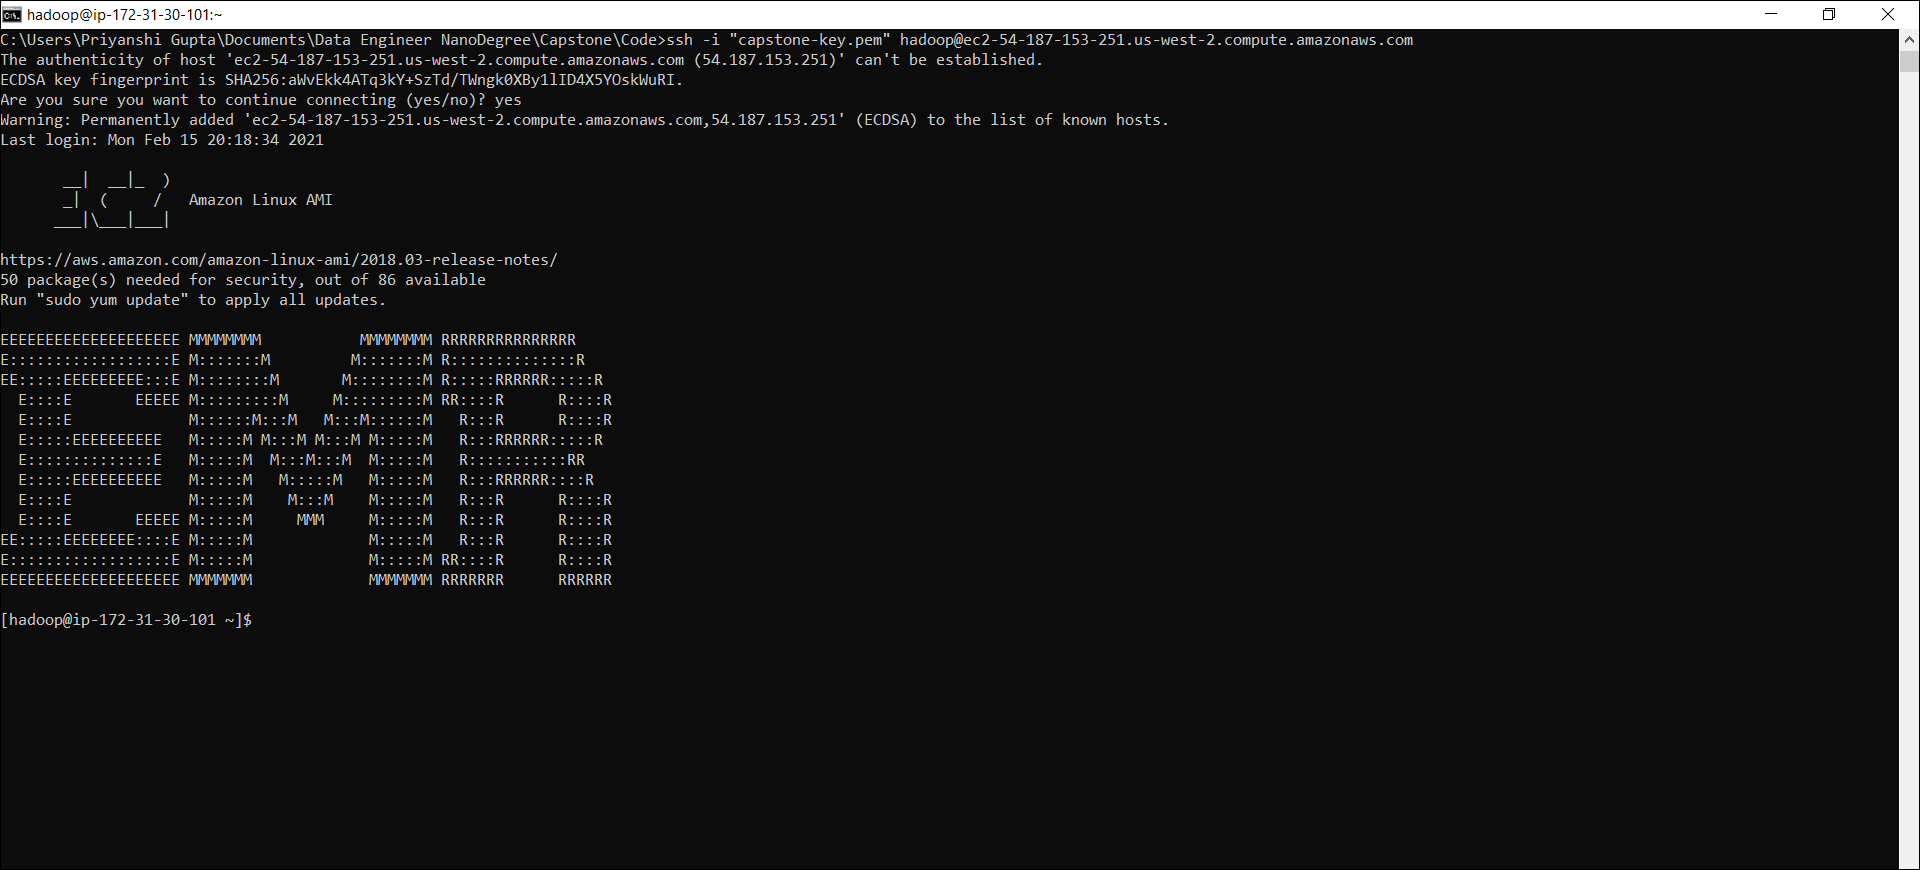 hadoop@ip-172-31-30-101:~
C:\Users\Priyanshi Gupta\Documents\Data Engineer NanoDegree\Capstone\Code>ssh -i "capstone-key.pem" hadoop@ec2-54-187-153-251.us-west-2.compute.amazonaws.com
The authenticity of host 'ec2-54-187-153-251.us-west-2.compute.amazonaws.com (54.187.153.251)' can't be established.
ECDSA key fingerprint is SHA256:aWvEkk4ATq3kY+SzTd/TWngk0XBy1lID4X5YOskWuRI.
Are you sure you want to continue connecting (yes/no)? yes
Warning: Permanently added 'ec2-54-187-153-251.us-west-2.compute.amazonaws.com,54.187.153.251' (ECDSA) to the list of known hosts.
Last login: Mon Feb 15 20:18:34 2021

       __|  __|_  )
       _|  (     /   Amazon Linux AMI
      ___|\___|___|

https://aws.amazon.com/amazon-linux-ami/2018.03-release-notes/
50 package(s) needed for security, out of 86 available
Run "sudo yum update" to apply all updates.

EEEEEEEEEEEEEEEEEEEE MMMMMMMM           MMMMMMMM RRRRRRRRRRRRRRR
E::::::::::::::::::E M:::::::M         M:::::::M R::::::::::::::R
EE:::::EEEEEEEEE:::E M::::::::M       M::::::::M R:::::RRRRRR:::::R
  E::::E       EEEEE M:::::::::M     M:::::::::M RR::::R      R::::R
  E::::E             M::::::M:::M   M:::M::::::M   R:::R      R::::R
  E:::::EEEEEEEEEE   M:::::M M:::M M:::M M:::::M   R:::RRRRRR:::::R
  E::::::::::::::E   M:::::M  M:::M:::M  M:::::M   R:::::::::::RR
  E:::::EEEEEEEEEE   M:::::M   M:::::M   M:::::M   R:::RRRRRR::::R
  E::::E             M:::::M    M:::M    M:::::M   R:::R      R::::R
  E::::E       EEEEE M:::::M     MMM     M:::::M   R:::R      R::::R
EE:::::EEEEEEEE::::E M:::::M             M:::::M   R:::R      R::::R
E::::::::::::::::::E M:::::M             M:::::M RR::::R      R::::R
EEEEEEEEEEEEEEEEEEEE MMMMMMM             MMMMMMM RRRRRRR      RRRRRR

[hadoop@ip-172-31-30-101 ~]$